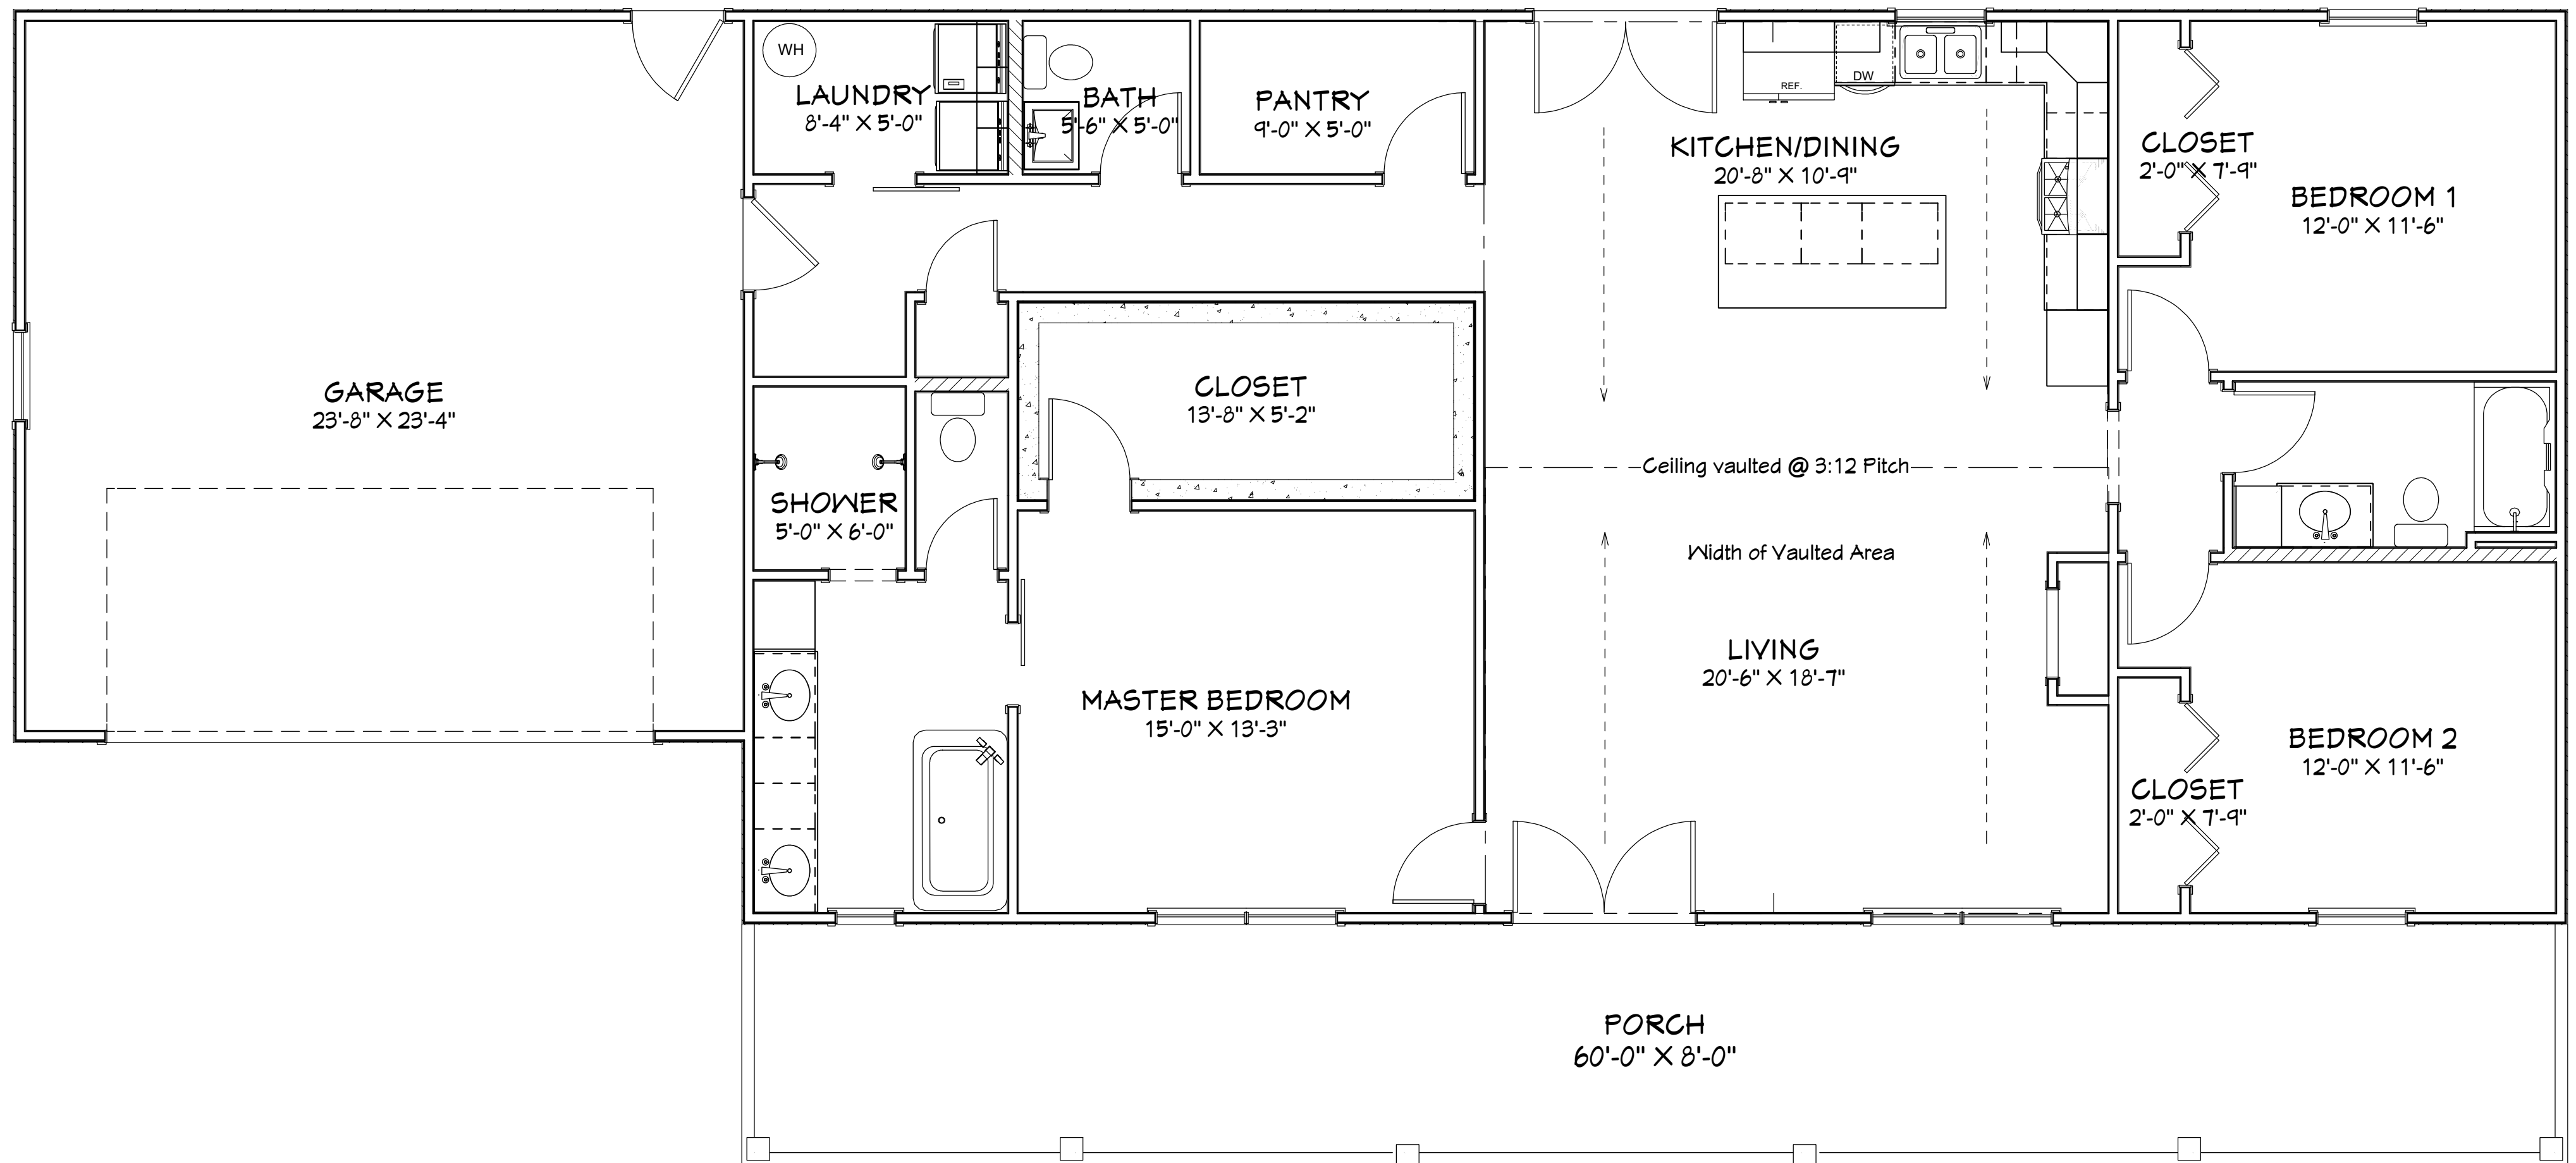 WH
LAUNDRY
8'-4" X 5'-0"
BATH
5'-6" X 5'-0"
PANTRY
9'-0" X 5'-0"
REF.
DW
KITCHEN/DINING
20'-8" X 10'-9"
CLOSET
2'-0" X 7'-9"
BEDROOM 1
12'-0" X 11'-6"
GARAGE
23'-8" X 23'-4"
CLOSET
13'-8" X 5'-2"
Ceiling vaulted @ 3:12 Pitch
SHOWER
5'-0" X 6'-0"
Width of Vaulted Area
LIVING
20'-6" X 18'-7"
MASTER BEDROOM
15'-0" X 13'-3"
BEDROOM 2
12'-0" X 11'-6"
CLOSET
2'-0" X 7'-9"
PORCH
60'-0" X 8'-0"